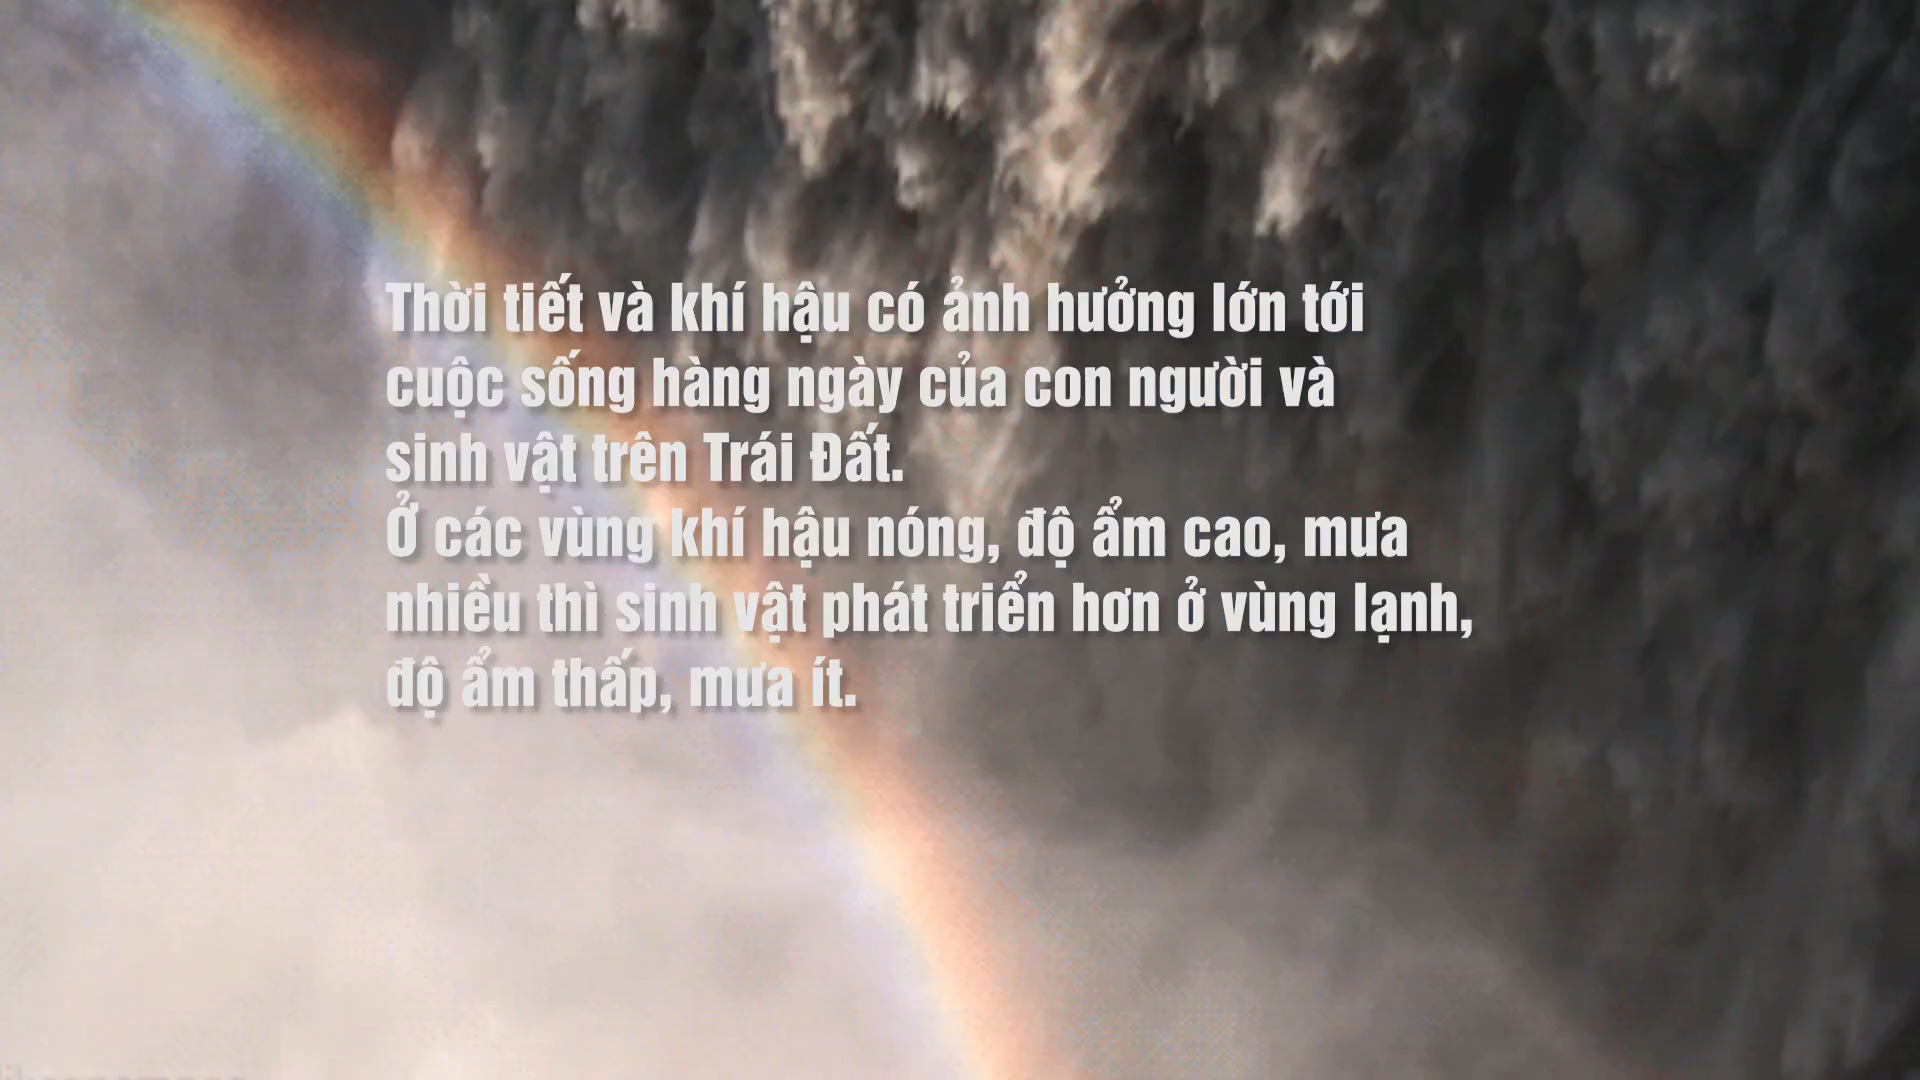 Thời tiết và khí hậu có ảnh hưởng lớn tới
cuộc sống hàng ngày của con người và
sinh vật trên Trái Đất.
Ở các vùng khí hậu nóng, độ ẩm cao, mưa
nhiều thì sinh vật phát triển hơn ở vùng lạnh,
độ ẩm thấp, mưa ít.